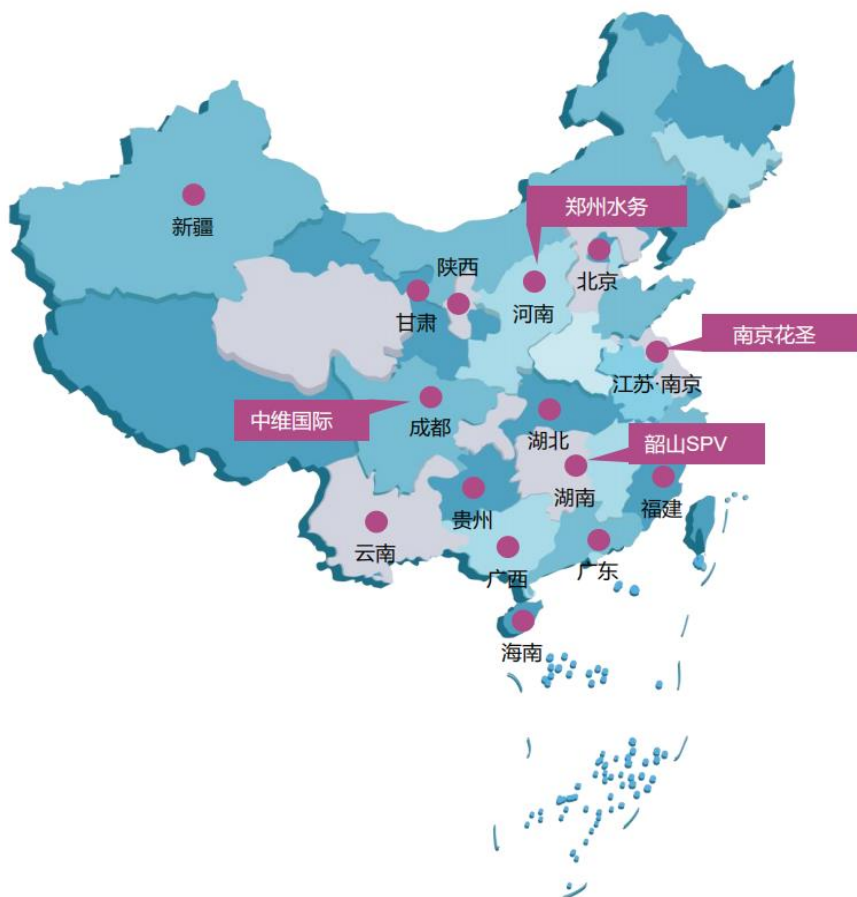 郑州水务
新疆
陕西
北京
甘肃
河南
南京花圣
江苏·南京
中维国际
成都
湖北
韶山SPV
湖南
贵州
福建
云南
广西
广东
海南